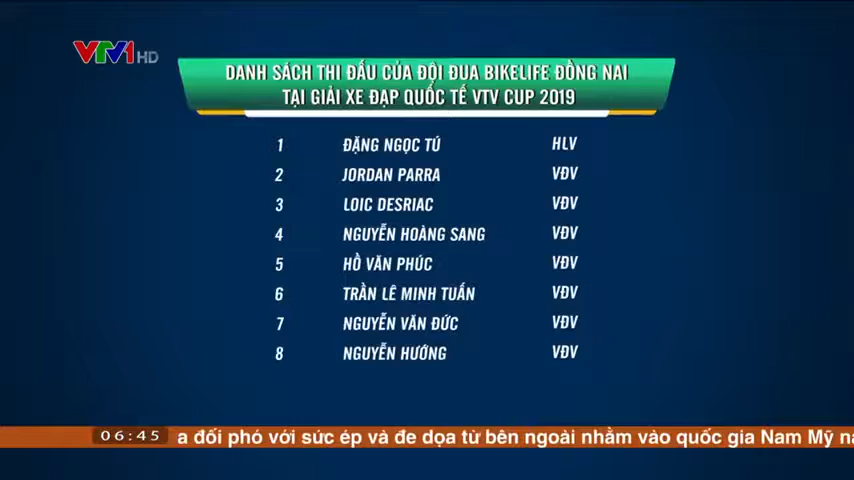 VTV1 HD
DANH SÁCH THI ĐẤU CỦA ĐỘI ĐUA BIKELIFE ĐỒNG NAI
TẠI GIẢI XE ĐẠP QUỐC TẾ VTV CUP 2019
1 ĐẶNG NGỌC TÚ HLV
2 JORDAN PARRA VĐV
3 LOIC DESRIAC VĐV
4 NGUYỄN HOÀNG SANG VĐV
5 HỒ VĂN PHÚC VĐV
6 TRẦN LÊ MINH TUẤN VĐV
7 NGUYỄN VĂN ĐỨC VĐV
8 NGUYỄN HƯỚNG VĐV
06:45 a đối phó với sức ép và đe dọa từ bên ngoài nhằm vào quốc gia Nam Mỹ nà